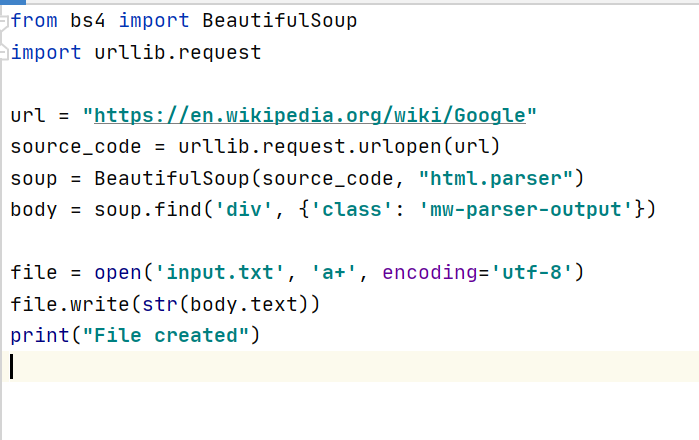 from bs4 import BeautifulSoup
import urllib.request
url = "https://en.wikipedia.org/wiki/Google"
source_code = urllib.request.urlopen(url)
soup = BeautifulSoup(source_code, "html.parser")
body = soup.find('div', {'class': 'mw-parser-output'})
file = open('input.txt', 'a+', encoding='utf-8')
file.write(str(body.text))
print("File created")